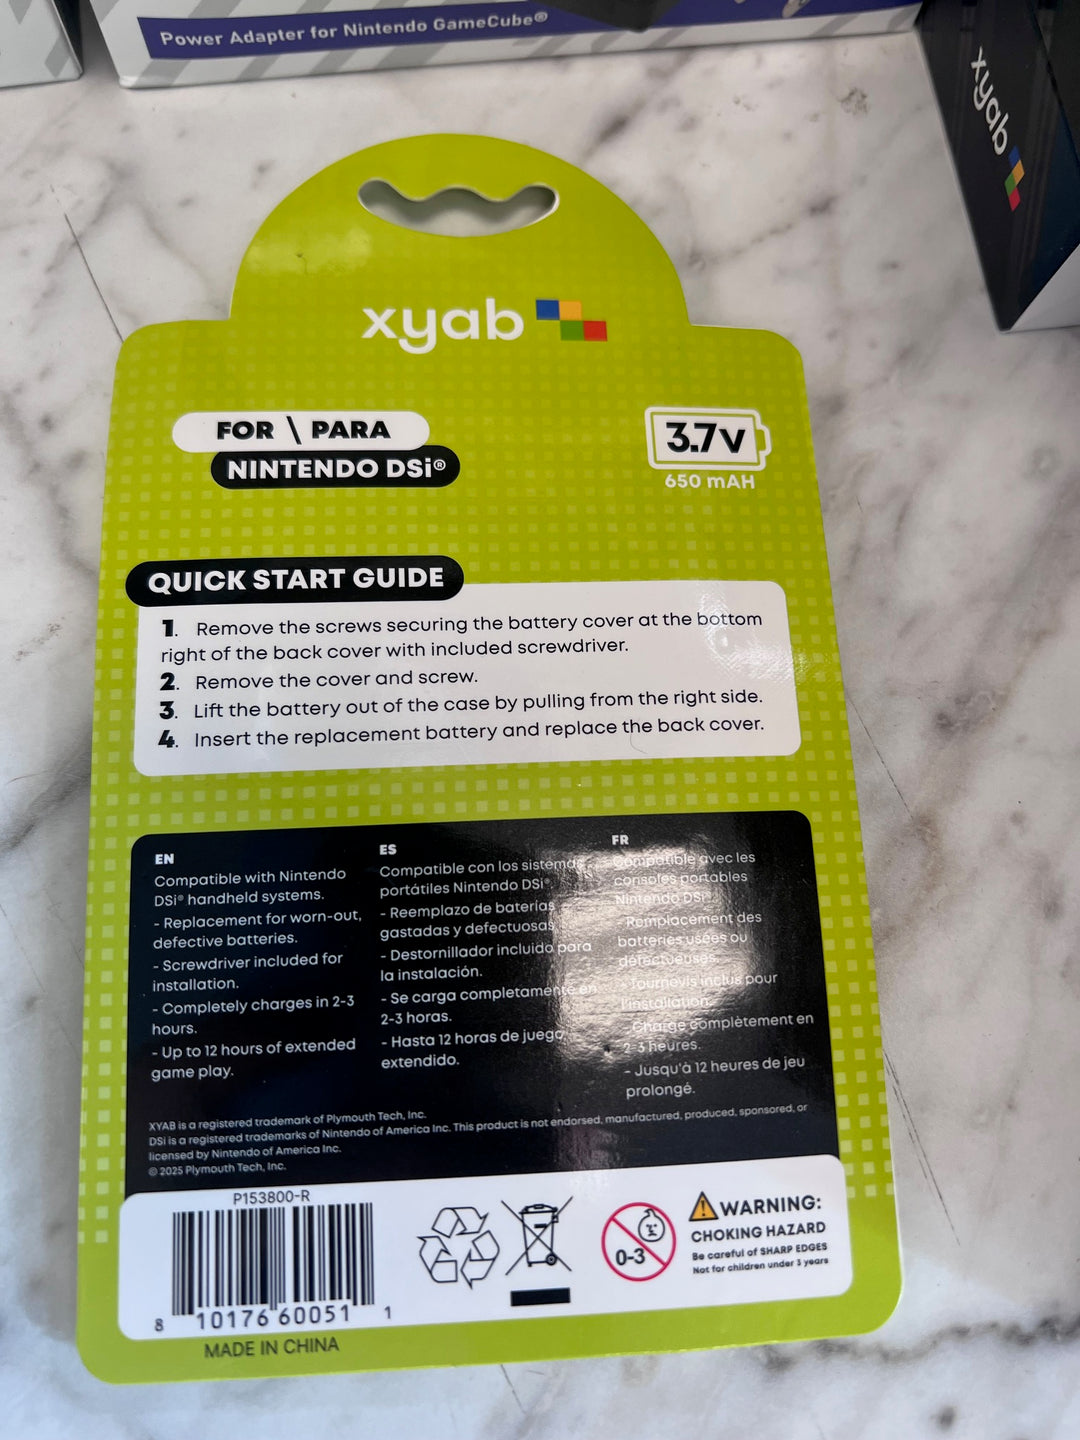 Power Adapter for Nintendo GameCube®
xyab
xyab
FOR \ PARA
NINTENDO DSi®
3.7V
650 mAH
QUICK START GUIDE
1. Remove the screws securing the battery cover at the bottom
right of the back cover with included screwdriver.
2. Remove the cover and screw.
3. Lift the battery out of the case by pulling from the right side.
4. Insert the replacement battery and replace the back cover.
EN
Compatible with Nintendo
DSi® handheld systems.
- Replacement for worn-out,
defective batteries.
- Screwdriver included for
installation.
- Completely charges in 2-3
hours.
- Up to 12 hours of extended
game play.
ES
Compatible con los sistemas
portátiles Nintendo DSi®
- Reemplazo de baterias
gastadas y defectuosas
- Destornillador incluido para
la instalación.
- Se carga completamente en
2-3 horas.
- Hasta 12 horas de juego
extendido.
FR
Compatible avec les
consoles portables
Nintendo DSi®
- Remplacement des
batteries usées ou
défectueuses.
- Tournevis inclus pour
l'installation.
- Charge complètement en
2-3 heures.
- Jusqu'à 12 heures de jeu
prolongé.
XYAB is a registered trademark of Plymouth Tech, Inc.
DSi is a registered trademarks of Nintendo of America Inc. This product is not endorsed, manufactured, produced, sponsored, or
licensed by Nintendo of America Inc.
© 2025 Plymouth Tech, Inc.
P153800-R
8 10176 60051 1
MADE IN CHINA
0-3
WARNING:
CHOKING HAZARD
Be careful of SHARP EDGES
Not for children under 3 years